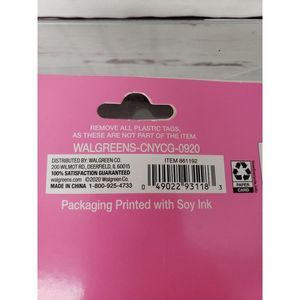 REMOVE ALL PLASTIC TAGS,
AS THESE ARE NOT PART OF THE ITEM.
WALGREENS-CNYCG-0920
DISTRIBUTED BY: WALGREEN CO.
200 WILMOT RD., DEERFIELD, IL 60015
100% SATISFACTION GUARANTEED
walgreens.com ©2020 Walgreen Co.
MADE IN CHINA 1-800-925-4733
ITEM 861192
0 49022 93118 3
PAPER
CARD
Packaging Printed with Soy Ink